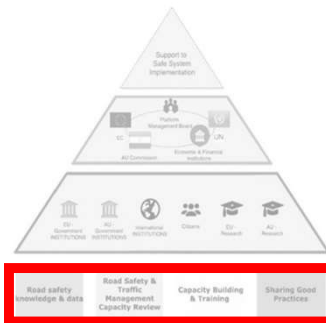 Support to
Safe System
Implementation
Platform
Management Board
EC
UN
AU Commission
Economic & Financial
Institutions
EU -
Government
INSTITUTIONS
AU -
Government
INSTITUTIONS
International
INSTITUTIONS
Citizens
EU -
Research
AU -
Research
Road safety
knowledge & data
Road Safety &
Traffic
Management
Capacity Review
Capacity Building
& Training
Sharing Good
Practices